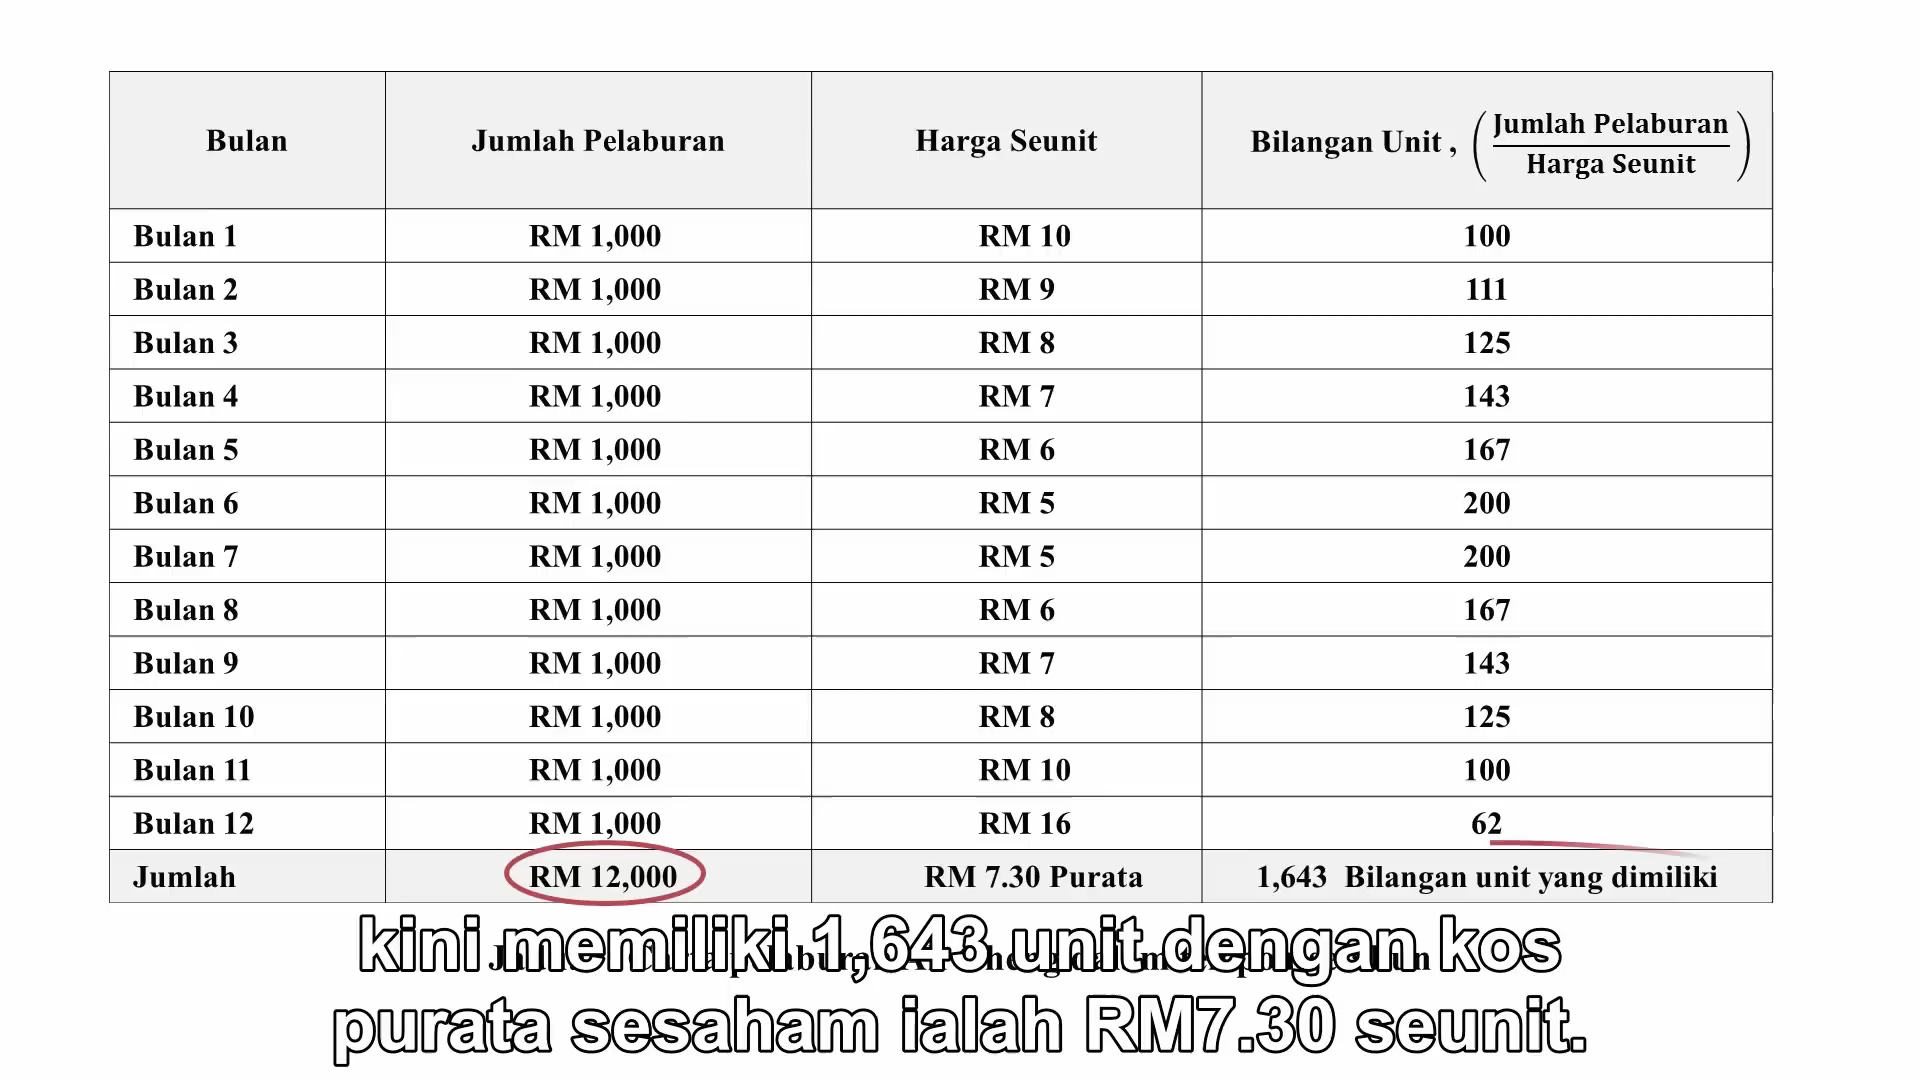 Bulan Jumlah Pelaburan Harga Seunit Bilangan Unit , (Jumlah Pelaburan / Harga Seunit)
Bulan 1 RM 1,000 RM 10 100
Bulan 2 RM 1,000 RM 9 111
Bulan 3 RM 1,000 RM 8 125
Bulan 4 RM 1,000 RM 7 143
Bulan 5 RM 1,000 RM 6 167
Bulan 6 RM 1,000 RM 5 200
Bulan 7 RM 1,000 RM 5 200
Bulan 8 RM 1,000 RM 6 167
Bulan 9 RM 1,000 RM 7 143
Bulan 10 RM 1,000 RM 8 125
Bulan 11 RM 1,000 RM 10 100
Bulan 12 RM 1,000 RM 16 62
Jumlah RM 12,000 RM 7.30 Purata 1,643 Bilangan unit yang dimiliki
kini memiliki 1,643 unit dengan kos
purata sesaham ialah RM7.30 seunit.